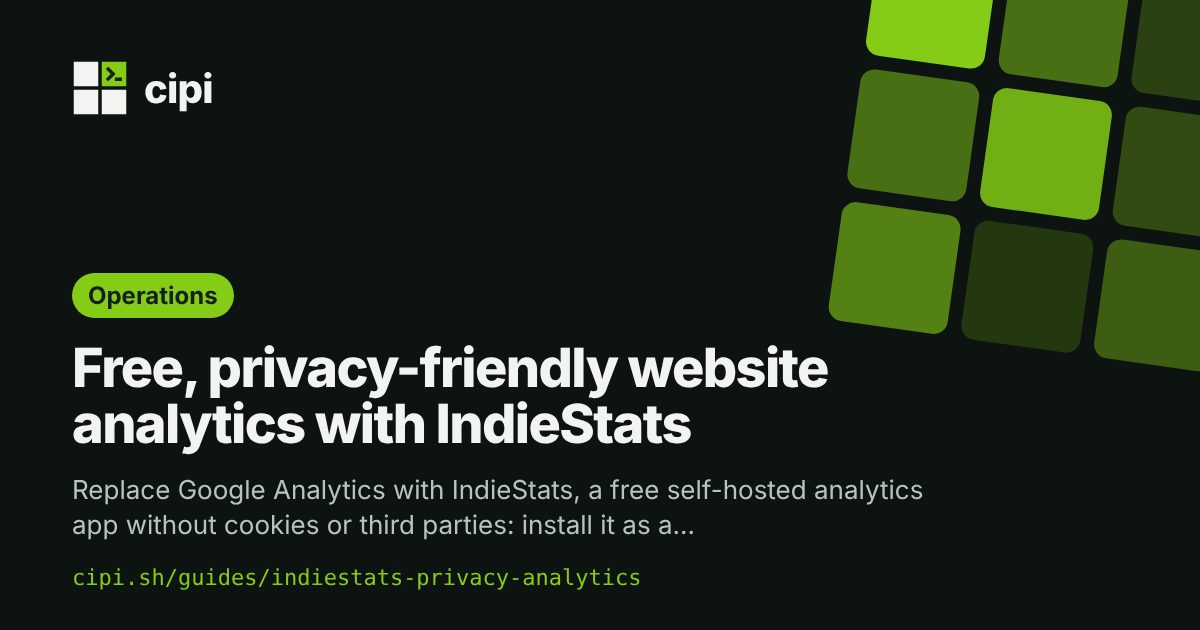 cipi
Operations
Free, privacy-friendly website
analytics with IndieStats
Replace Google Analytics with IndieStats, a free self-hosted analytics
app without cookies or third parties: install it as a...
cipi.sh/guides/indiestats-privacy-analytics